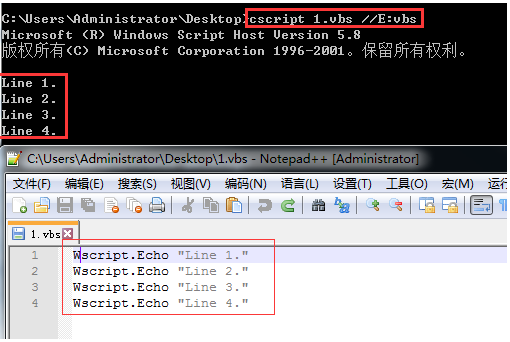 C:\Users\Administrator\Desktop>cscript 1.vbs //E:vbs
Microsoft (R) Windows Script Host Version 5.8
版权所有(C) Microsoft Corporation 1996-2001。保留所有权利。
Line 1.
Line 2.
Line 3.
Line 4.
C:\Users\Administrator\Desktop\1.vbs - Notepad++ [Administrator]
文件(F) 编辑(E) 搜索(S) 视图(V) 编码(N) 语言(L) 设置(T) 工具(O) 宏(M) 运行
1.vbs
1 Wscript.Echo "Line 1."
2 Wscript.Echo "Line 2."
3 Wscript.Echo "Line 3."
4 Wscript.Echo "Line 4."